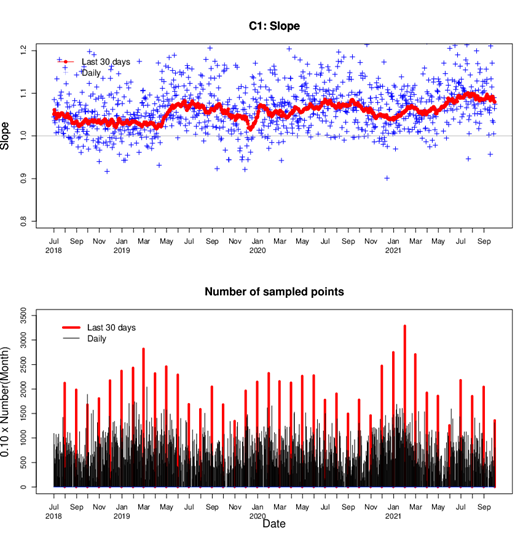 C1: Slope
Slope
1.2
1.1
1.0
0.9
0.8
Last 30 days
Daily
Jul Sep Nov Jan Mar May Jul Sep Nov Jan Mar May Jul Sep Nov Jan Mar May Jul Sep
2018 2019 2020 2021
Number of sampled points
0.10 x Number(Month)
3500
3000
2500
2000
1500
1000
500
0
Last 30 days
Daily
Jul Sep Nov Jan Mar May Jul Sep Nov Jan Mar May Jul Sep Nov Jan Mar May Jul Sep
2018 2019 2020 2021
Date